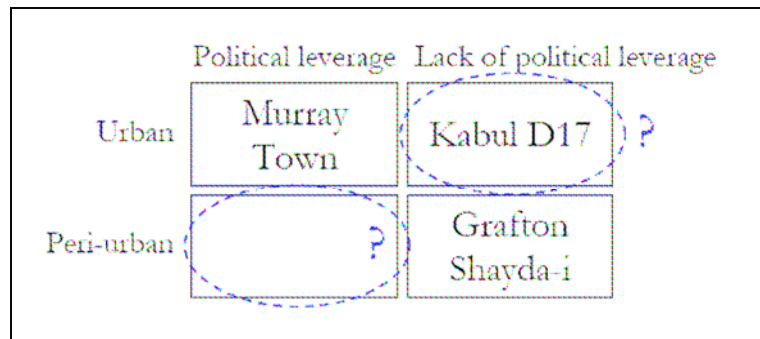 Political leverage Lack of political leverage
Urban
Murray
Town
Kabul D17
?
Peri-urban
?
Grafton
Shayda-i